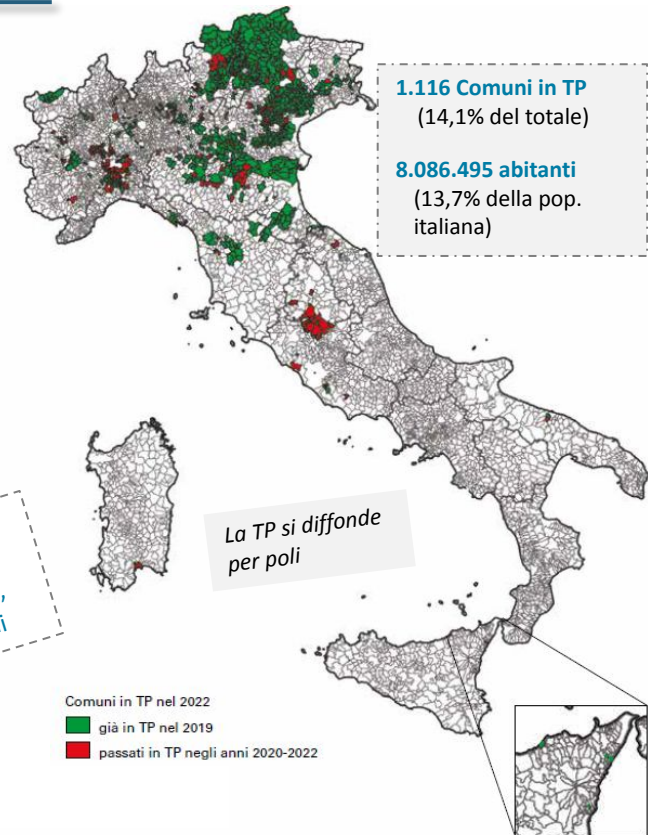 1.116 Comuni in TP
(14,1% del totale)
8.086.495 abitanti
(13,7% della pop.
italiana)
La TP si diffonde
per poli
Comuni in TP nel 2022
già in TP nel 2019
passati in TP negli anni 2020-2022